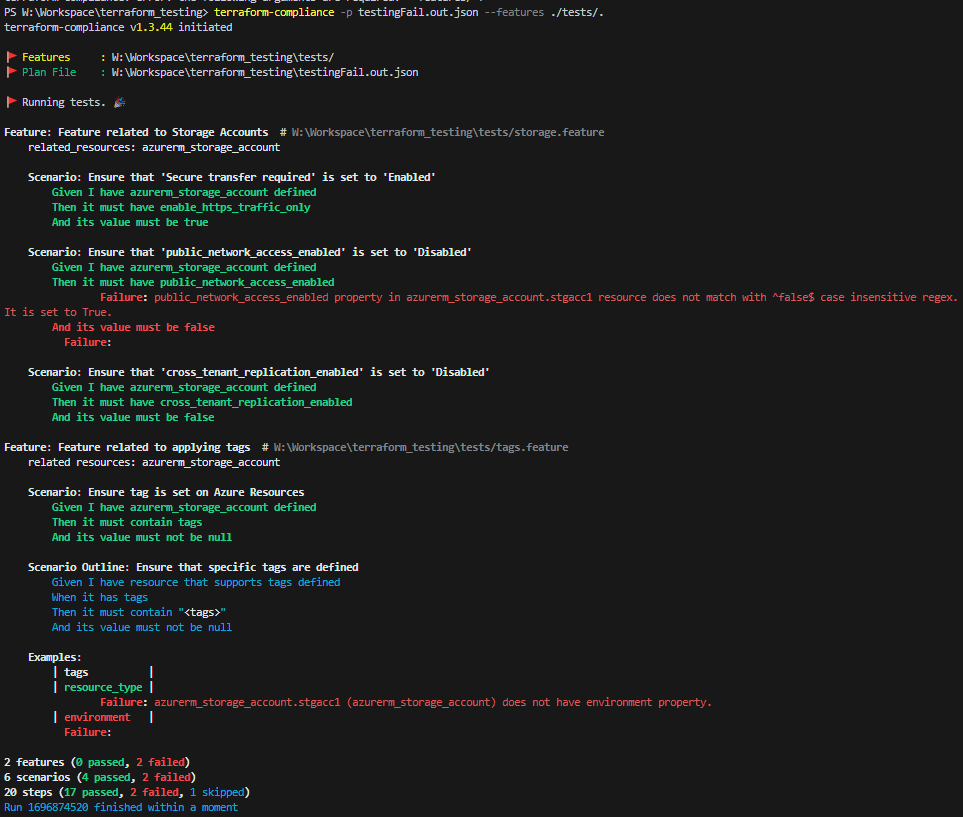 PS W:\Workspace\terraform_testing> terraform-compliance -p testingFail.out.json --features ./tests/.
terraform-compliance v1.3.44 initiated
Features : W:\Workspace\terraform_testing\tests/
Plan File : W:\Workspace\terraform_testing\testingFail.out.json
Running tests.
Feature: Feature related to Storage Accounts # W:\Workspace\terraform_testing\tests/storage.feature
related_resources: azurerm_storage_account
Scenario: Ensure that 'Secure transfer required' is set to 'Enabled'
Given I have azurerm_storage_account defined
Then it must have enable_https_traffic_only
And its value must be true
Scenario: Ensure that 'public_network_access_enabled' is set to 'Disabled'
Given I have azurerm_storage_account defined
Then it must have public_network_access_enabled
Failure: public_network_access_enabled property in azurerm_storage_account.stgacc1 resource does not match with ^false$ case insensitive regex.
It is set to True.
And its value must be false
Failure:
Scenario: Ensure that 'cross_tenant_replication_enabled' is set to 'Disabled'
Given I have azurerm_storage_account defined
Then it must have cross_tenant_replication_enabled
And its value must be false
Feature: Feature related to applying tags # W:\Workspace\terraform_testing\tests/tags.feature
related resources: azurerm_storage_account
Scenario: Ensure tag is set on Azure Resources
Given I have azurerm_storage_account defined
Then it must contain tags
And its value must not be null
Scenario Outline: Ensure that specific tags are defined
Given I have resource that supports tags defined
When it has tags
Then it must contain "<tags>"
And its value must not be null
Examples:
| tags |
| resource_type |
Failure: azurerm_storage_account.stgacc1 (azurerm_storage_account) does not have environment property.
| environment |
Failure:
2 features (0 passed, 2 failed)
6 scenarios (4 passed, 2 failed)
20 steps (17 passed, 2 failed, 1 skipped)
Run 1696874520 finished within a moment